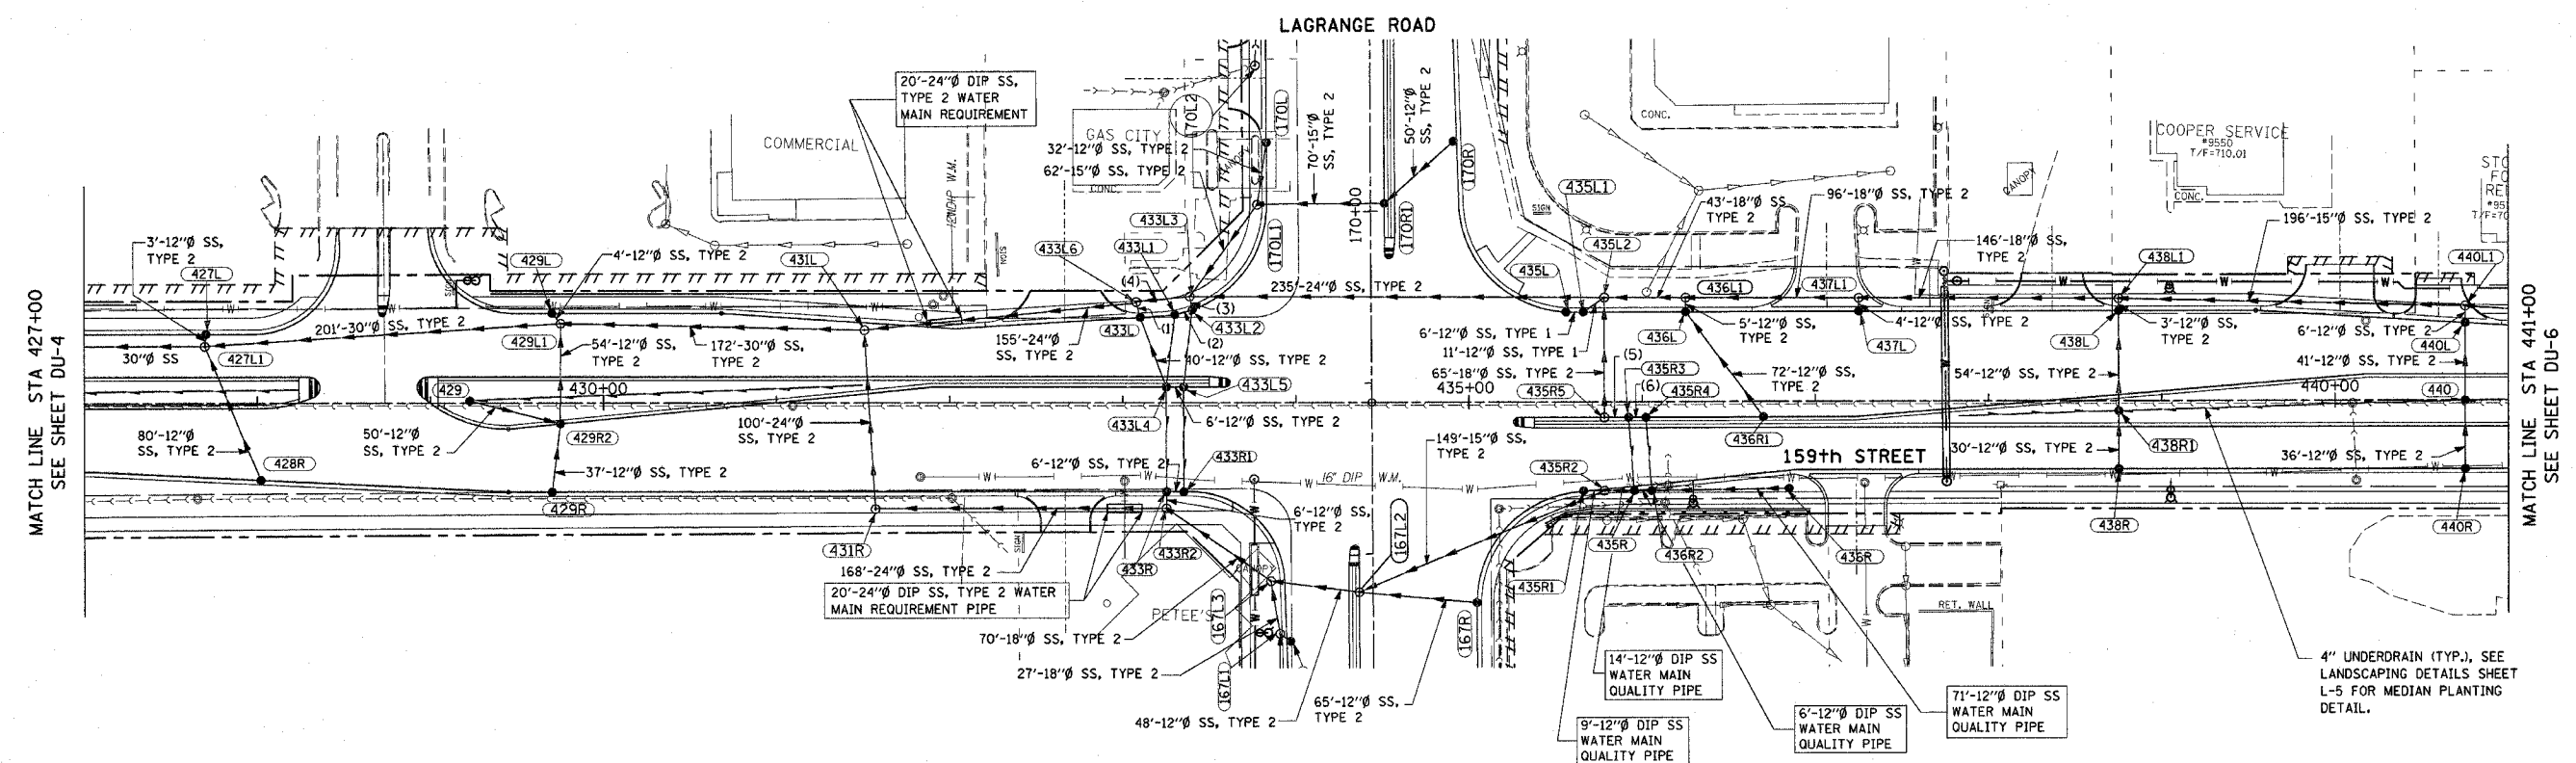 LAGRANGE ROAD
20'-24"Ø DIP SS,
TYPE 2 WATER
MAIN REQUIREMENT
COMMERCIAL
GAS CITY
32'-12"Ø SS, TYPE 2
62'-15"Ø SS, TYPE 2
CONC.
170L2
170L
70'-15"Ø
SS, TYPE 2
50'-12"Ø
SS, TYPE 2
170R
170+00
170R1
170L1
CONC.
COOPER SERVICE
#9550
T/F=710.01
CANOPY
CONC.
435L1
96'-18"Ø SS, TYPE 2
43'-18"Ø SS,
TYPE 2
SIGN
196'-15"Ø SS, TYPE 2
3'-12"Ø SS,
TYPE 2
427L
429L
4'-12"Ø SS, TYPE 2
431L
433L6
433L3
433L1
(4)
435L2
146'-18"Ø SS,
TYPE 2
438L1
440L1
435L
436L1
437L1
235'-24"Ø SS, TYPE 2
MATCH LINE STA 427+00
SEE SHEET DU-4
201'-30"Ø SS, TYPE 2
30"Ø SS
427L1
429L1
54'-12"Ø SS,
TYPE 2
172'-30"Ø SS, TYPE 2
155'-24"Ø
SS, TYPE 2
433L
(1)
(3)
433L2
(2)
40'-12"Ø SS, TYPE 2
6'-12"Ø SS, TYPE 1
11'-12"Ø SS, TYPE 1
65'-18"Ø SS, TYPE 2
436L
5'-12"Ø SS,
TYPE 2
4'-12"Ø SS,
TYPE 2
437L
438L
3'-12"Ø SS,
TYPE 2
6'-12"Ø SS,
TYPE 2
440L
41'-12"Ø SS, TYPE 2
MATCH LINE STA 441+00
SEE SHEET DU-6
429
430+00
433L5
435+00
(5)
435R3
(6)
435R4
435R5
72'-12"Ø SS,
TYPE 2
54'-12"Ø SS,
TYPE 2
440+00
440
80'-12"Ø
SS, TYPE 2
50'-12"Ø
SS, TYPE 2
429R2
100'-24"Ø
SS, TYPE 2
433L4
6'-12"Ø SS, TYPE 2
149'-15"Ø SS,
TYPE 2
436R1
438R1
428R
37'-12"Ø SS, TYPE 2
6'-12"Ø SS, TYPE 2
433R1
435R2
159th STREET
30'-12"Ø SS,
TYPE 2
36'-12"Ø SS,
TYPE 2
16" DIP W.M.
429R
431R
433R
433R2
6'-12"Ø SS,
TYPE 2
167L2
435R
436R2
436R
438R
440R
168'-24"Ø SS, TYPE 2
SIGN
CANOPY
435R1
20'-24"Ø DIP SS, TYPE 2 WATER
MAIN REQUIREMENT PIPE
PETEE'S
167L3
167R
RET. WALL
70'-18"Ø SS, TYPE 2
27'-18"Ø SS, TYPE 2
167L1
48'-12"Ø SS, TYPE 2
65'-12"Ø SS,
TYPE 2
14'-12"Ø DIP SS
WATER MAIN
QUALITY PIPE
9'-12"Ø DIP SS
WATER MAIN
QUALITY PIPE
6'-12"Ø DIP SS
WATER MAIN
QUALITY PIPE
71'-12"Ø DIP SS
WATER MAIN
QUALITY PIPE
4" UNDERDRAIN (TYP.), SEE
LANDSCAPING DETAILS SHEET
L-5 FOR MEDIAN PLANTING
DETAIL.